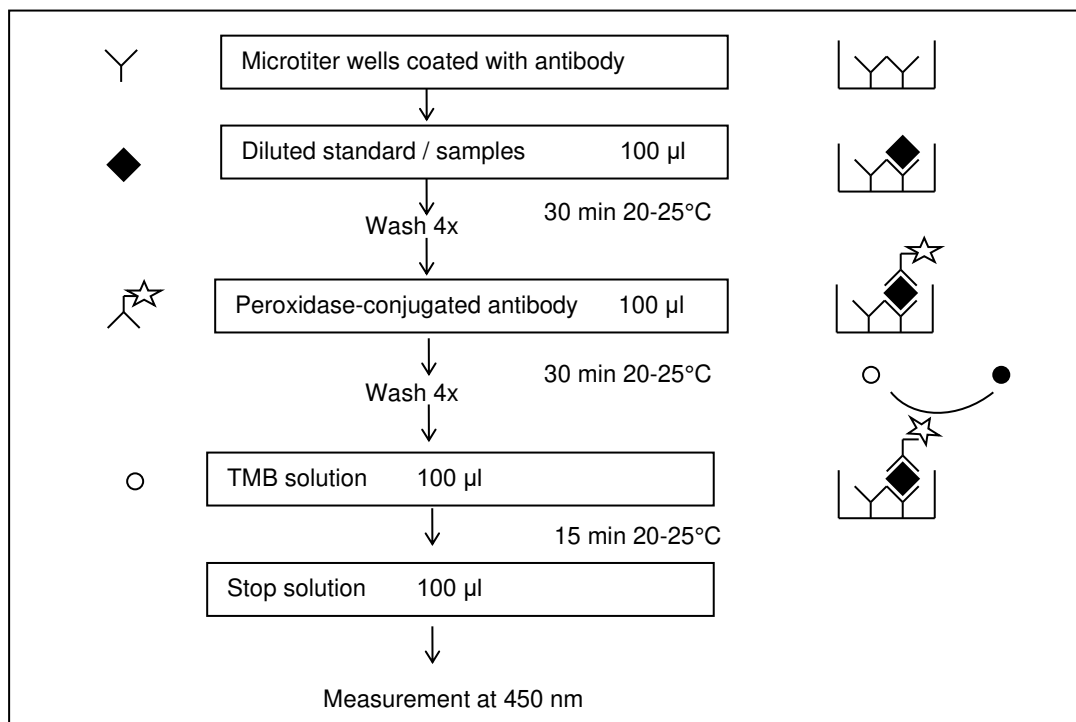 Microtiter wells coated with antibody
Diluted standard / samples 100 µl
30 min 20-25°C
Wash 4x
Peroxidase-conjugated antibody 100 µl
30 min 20-25°C
Wash 4x
TMB solution 100 µl
15 min 20-25°C
Stop solution 100 µl
Measurement at 450 nm